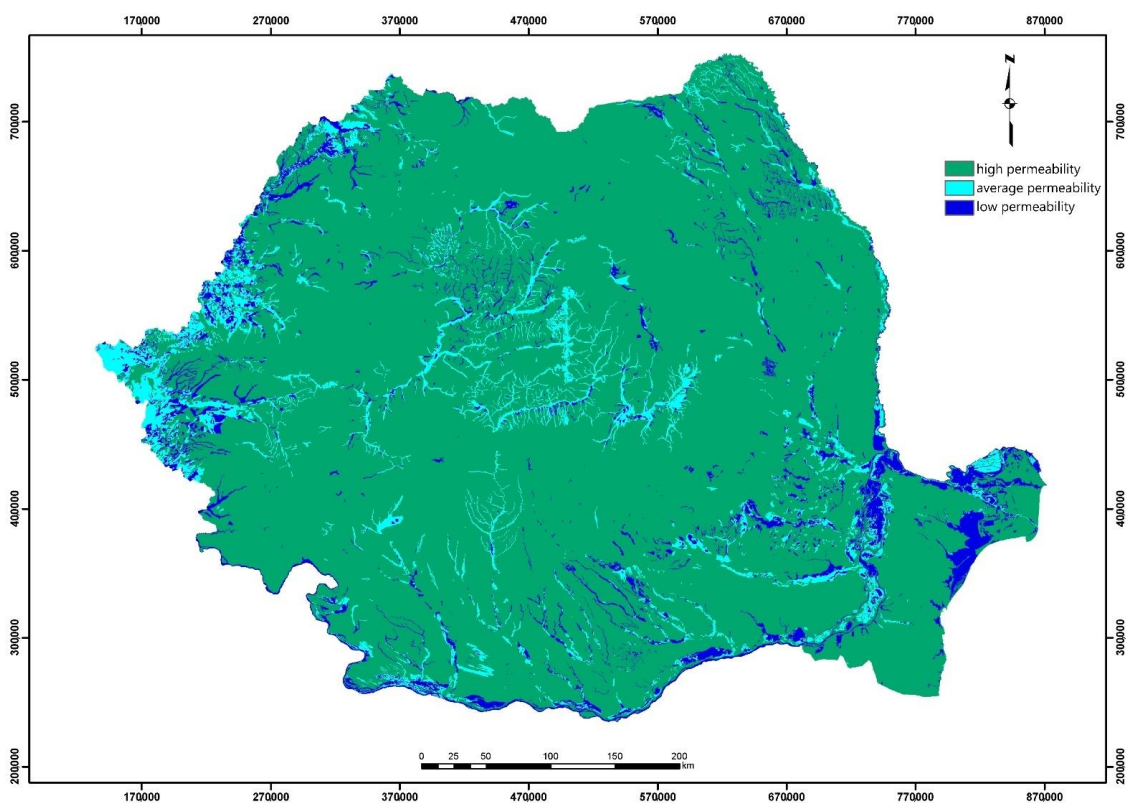 170000 270000 370000 470000 570000 670000 770000 870000
N
700000 700000
high permeability
average permeability
low permeability
600000 600000
500000 500000
400000 400000
300000 300000
200000 200000
0 25 50 100 150 200
km
170000 270000 370000 470000 570000 670000 770000 870000